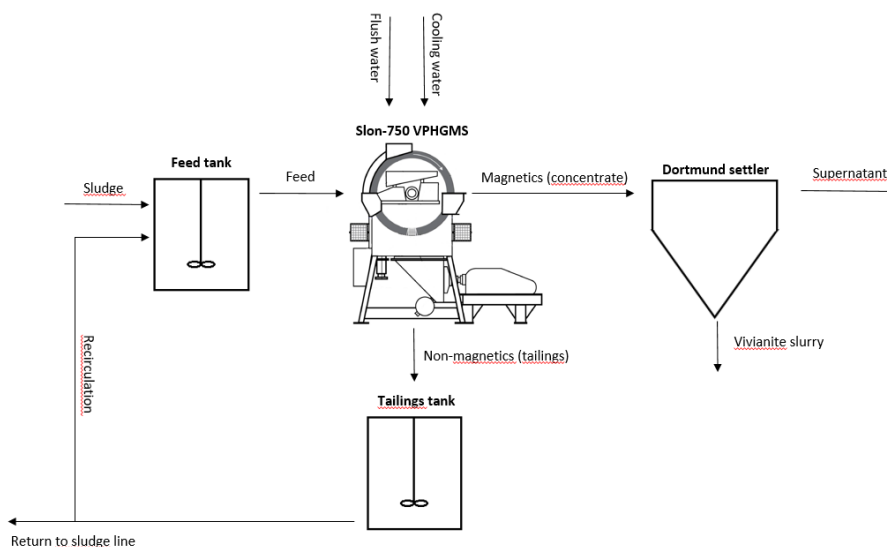 Flush water
Cooling water
Slon-750 VPHGMS
Feed tank
Feed
Sludge
Magnetics (concentrate)
Dortmund settler
Supernatant
Recirculation
Non-magnetics (tailings)
Vivianite slurry
Tailings tank
Return to sludge line